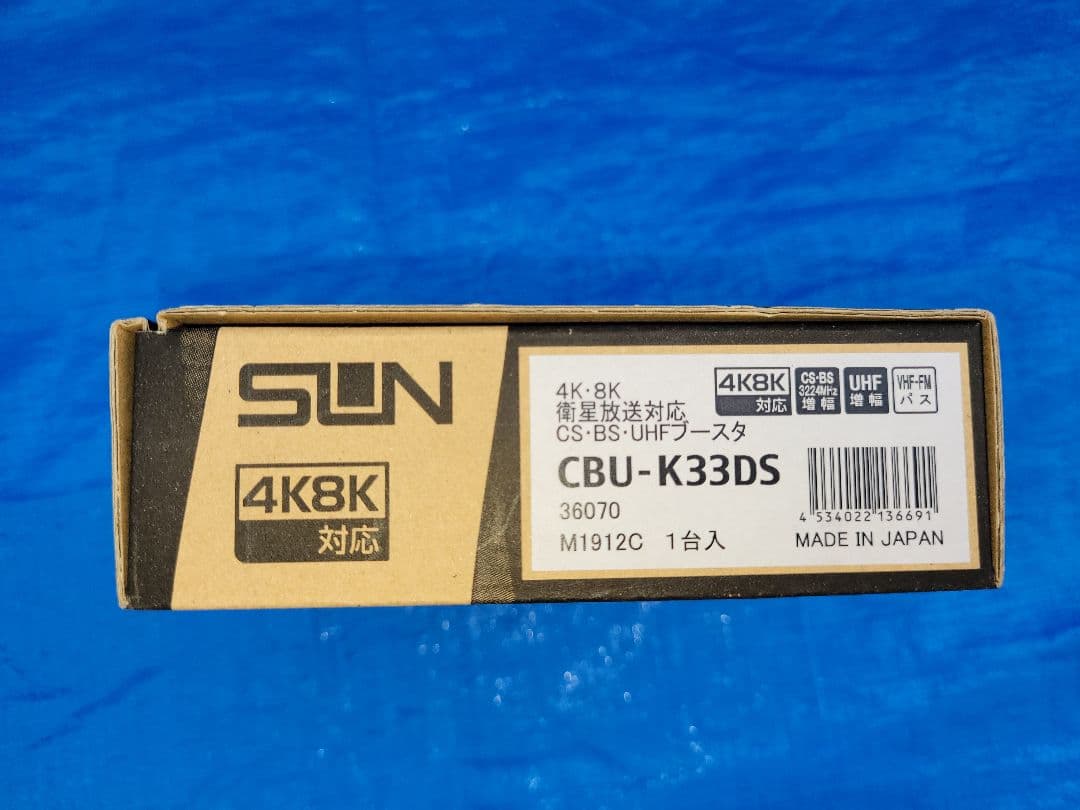 SUN
4K8K
対応
4K・8K
衛星放送対応
CS・BS・UHFブースタ
4K8K
対応
CS・BS
3224MHz
増幅
UHF
増幅
VHF-FM
パス
CBU-K33DS
36070
M1912C 1台入
4 534022 136691
MADE IN JAPAN